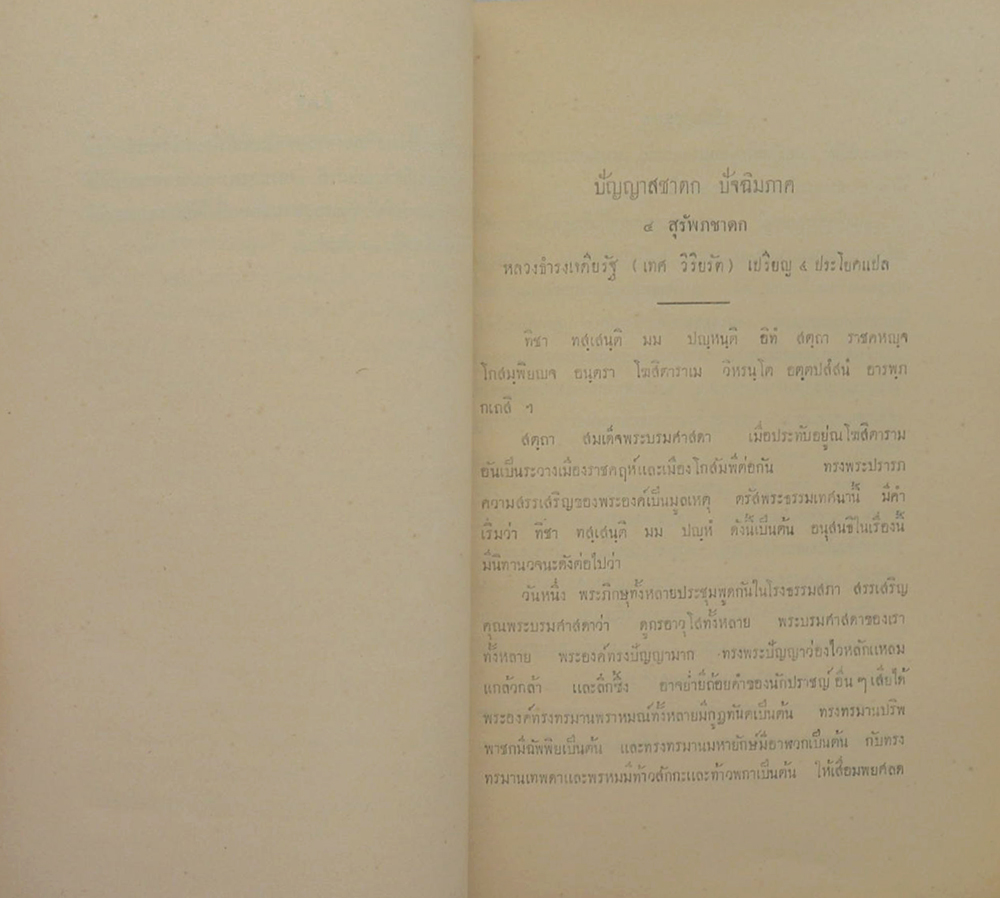 ปัญญาสชาดก ปัจฉิมภาค
๔ สุรัพภชาดก
หลวงธำรงเจดิยรัฐ (เทศ วิริยรัต) เปรียญ ๔ ประโยคแปล
ทิชา ทสฺเสนฺติ มม ปญฺหนฺติ อิทํ สตฺถา ราชคหญฺจ
โกสมฺพิยญจ อนฺตรา โฆสิตาราเม วิหรนฺโต อตฺตปสํสนํ อารพฺภ
กเถสิ ฯ
สตฺถา สมเด็จพระบรมศาสดา เมื่อประทับอยู่ณโฆสิตาราม
อันเป็นระวางเมืองราชคฤห์และเมืองโกสัมพีต่อกัน ทรงพระปรารภ
ความสรรเสริญของพระองค์เป็นมูลเหตุ ตรัสพระธรรมเทศนานี้ มีคำ
เริ่มว่า ทิชา ทสฺเสนฺติ มม ปญฺหํ ดังนี้เป็นต้น อนุสนธิในเรื่องนี้
มีนิทานวจนะดังต่อไปว่า
วันหนึ่ง พระภิกษุทั้งหลายประชุมพูดกันในโรงธรรมสภา สรรเสริญ
คุณพระบรมศาสดาว่า ดูกรอาวุโสทั้งหลาย พระบรมศาสดาของเรา
ทั้งหลาย พระองค์ทรงปัญญามาก ทรงพระปัญญาว่องไวหลักแหลม
แกล้วกล้า และลึกซึ้ง อาจย่ำยีถ้อยคำของนักปราชญ์อื่น ๆ เสียได้
พระองค์ทรงทรมานพราหมณ์ทั้งหลายมีกูฏทันตเป็นต้น ทรงทรมานปริพ
พาชกมีสัพพิยเป็นต้น และทรงทรมานมหายักษ์มีอาฬวกเป็นต้น กับทรง
ทรมานเทพดาและพรหมมีท้าวสักกะและท้าวพกาเป็นต้น ให้เสื่อมพยศลด